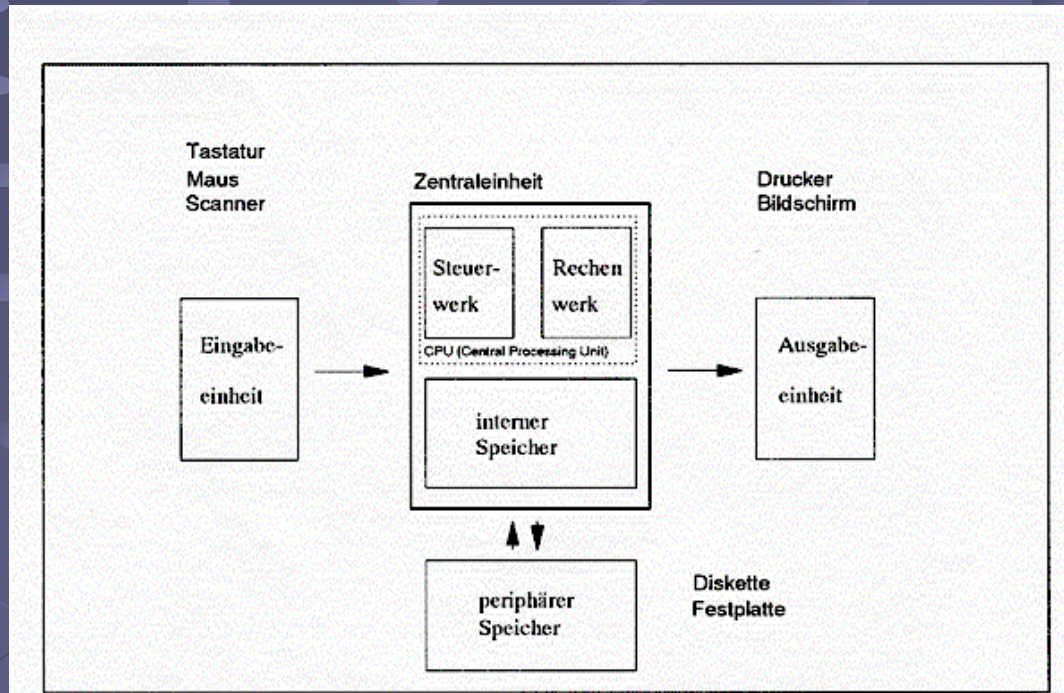 Tastatur
Maus
Scanner
Zentraleinheit
Drucker
Bildschirm
Steuer-
werk
Rechen
werk
CPU (Central Processing Unit)
Eingabe-
einheit
interner
Speicher
Ausgabe-
einheit
periphärer
Speicher
Diskette
Festplatte